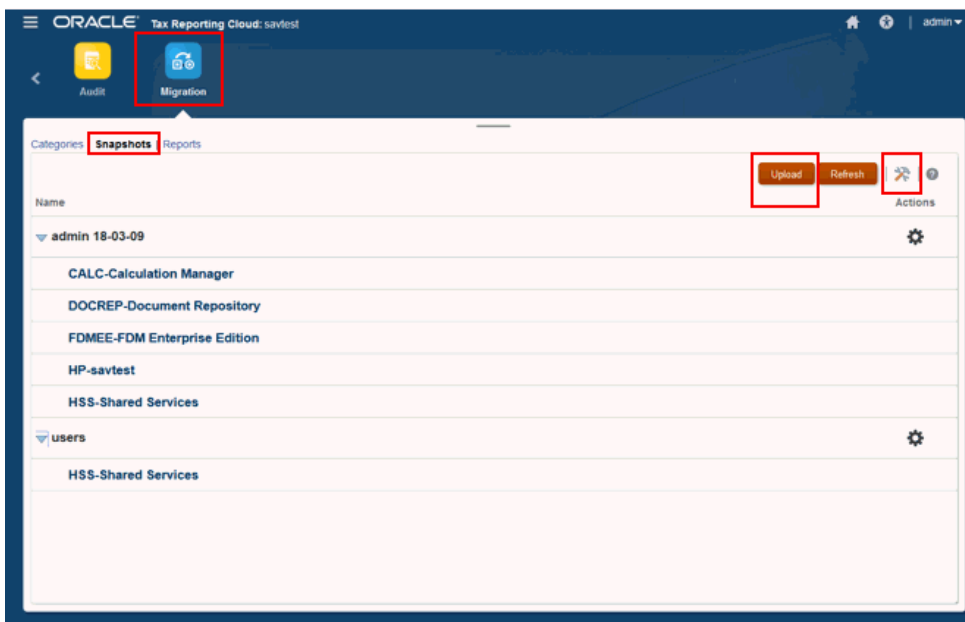 ORACLE® Tax Reporting Cloud: savtest admin
Audit Migration
Categories Snapshots | Reports
Upload Refresh
Name Actions
admin 18-03-09
CALC-Calculation Manager
DOCREP-Document Repository
FDMEE-FDM Enterprise Edition
HP-savtest
HSS-Shared Services
users
HSS-Shared Services